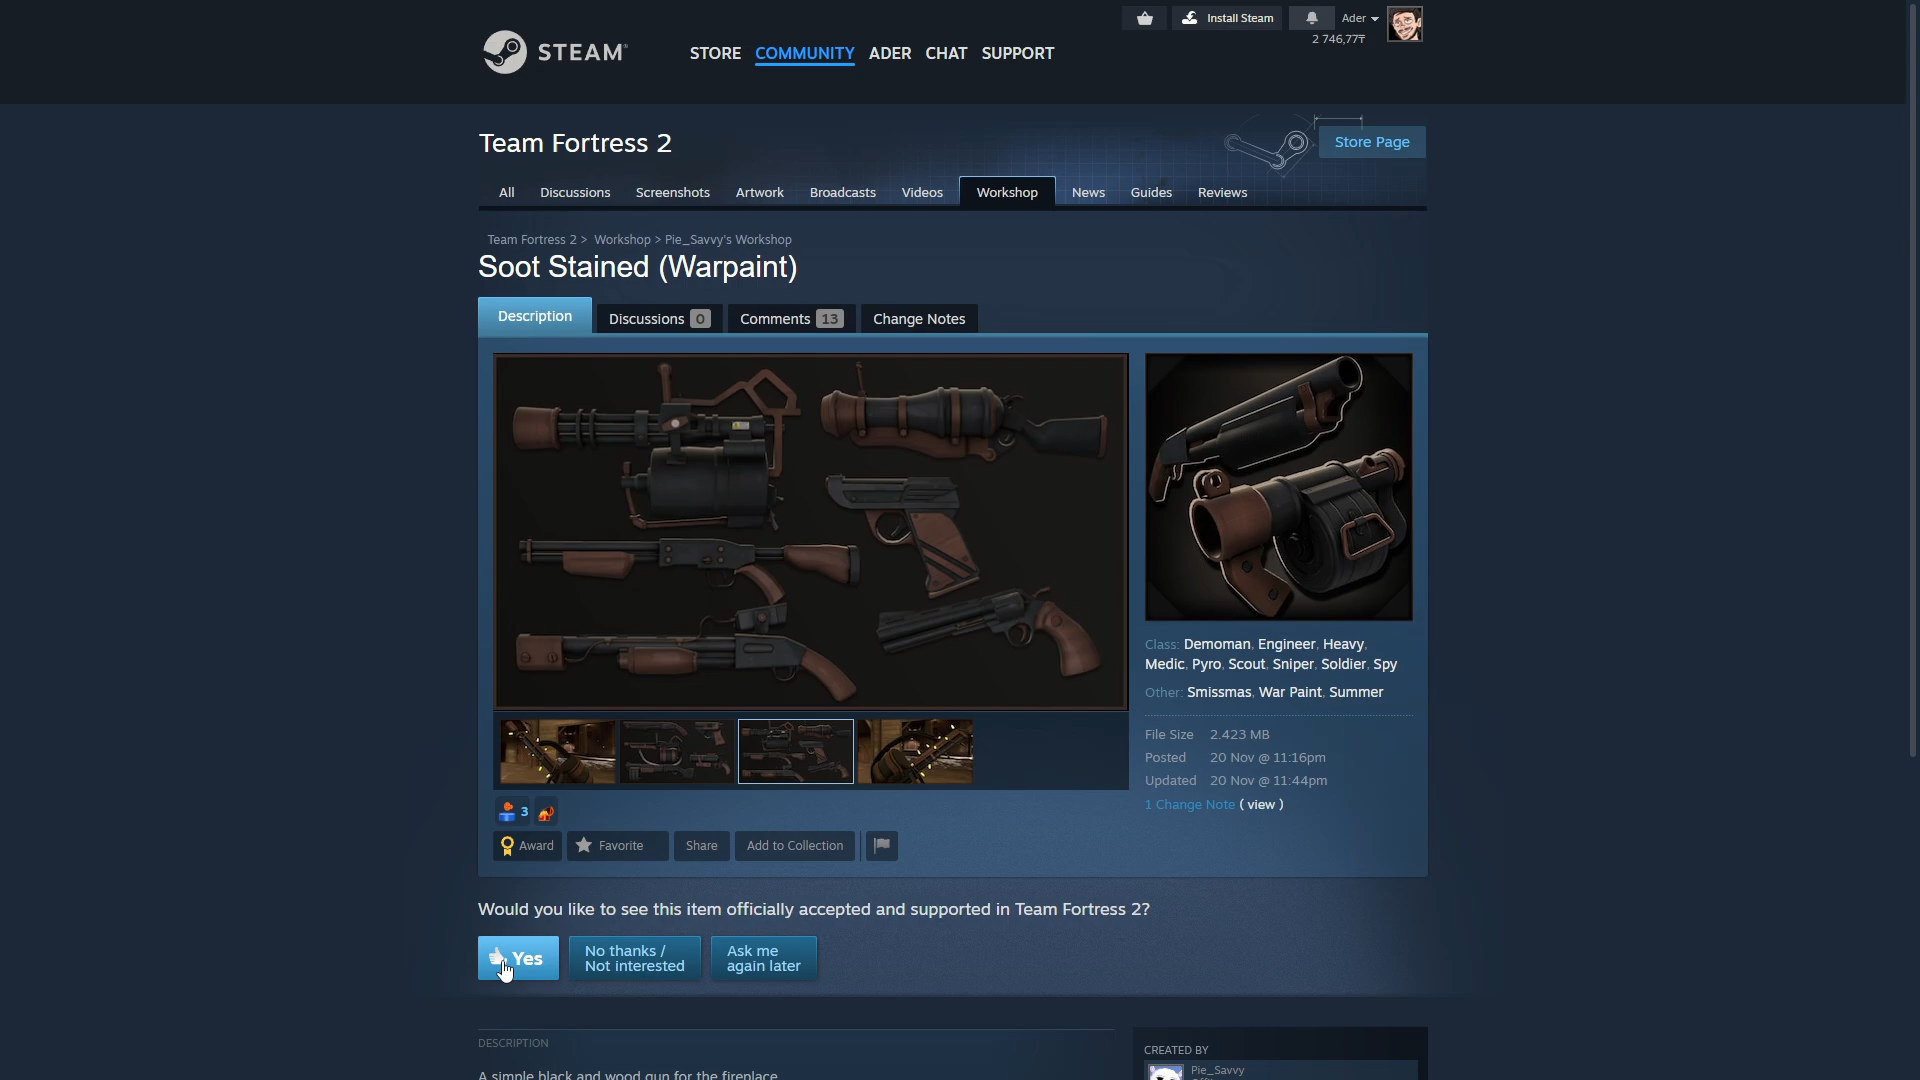 Install Steam
Ader
2 746,77₸
STEAM
STORE
COMMUNITY
ADER
CHAT
SUPPORT
Team Fortress 2
Store Page
All
Discussions
Screenshots
Artwork
Broadcasts
Videos
Workshop
News
Guides
Reviews
Team Fortress 2 > Workshop > Pie_Savvy's Workshop
Soot Stained (Warpaint)
Description
Discussions 0
Comments 13
Change Notes
Class: Demoman, Engineer, Heavy,
Medic, Pyro, Scout, Sniper, Soldier, Spy
Other: Smissmas, War Paint, Summer
File Size 2.423 MB
Posted 20 Nov @ 11:16pm
Updated 20 Nov @ 11:44pm
1 Change Note ( view )
3
Award
Favorite
Share
Add to Collection
Would you like to see this item officially accepted and supported in Team Fortress 2?
Yes
No thanks /
Not interested
Ask me
again later
DESCRIPTION
A simple black and wood gun for the fireplace
CREATED BY
Pie_Savvy